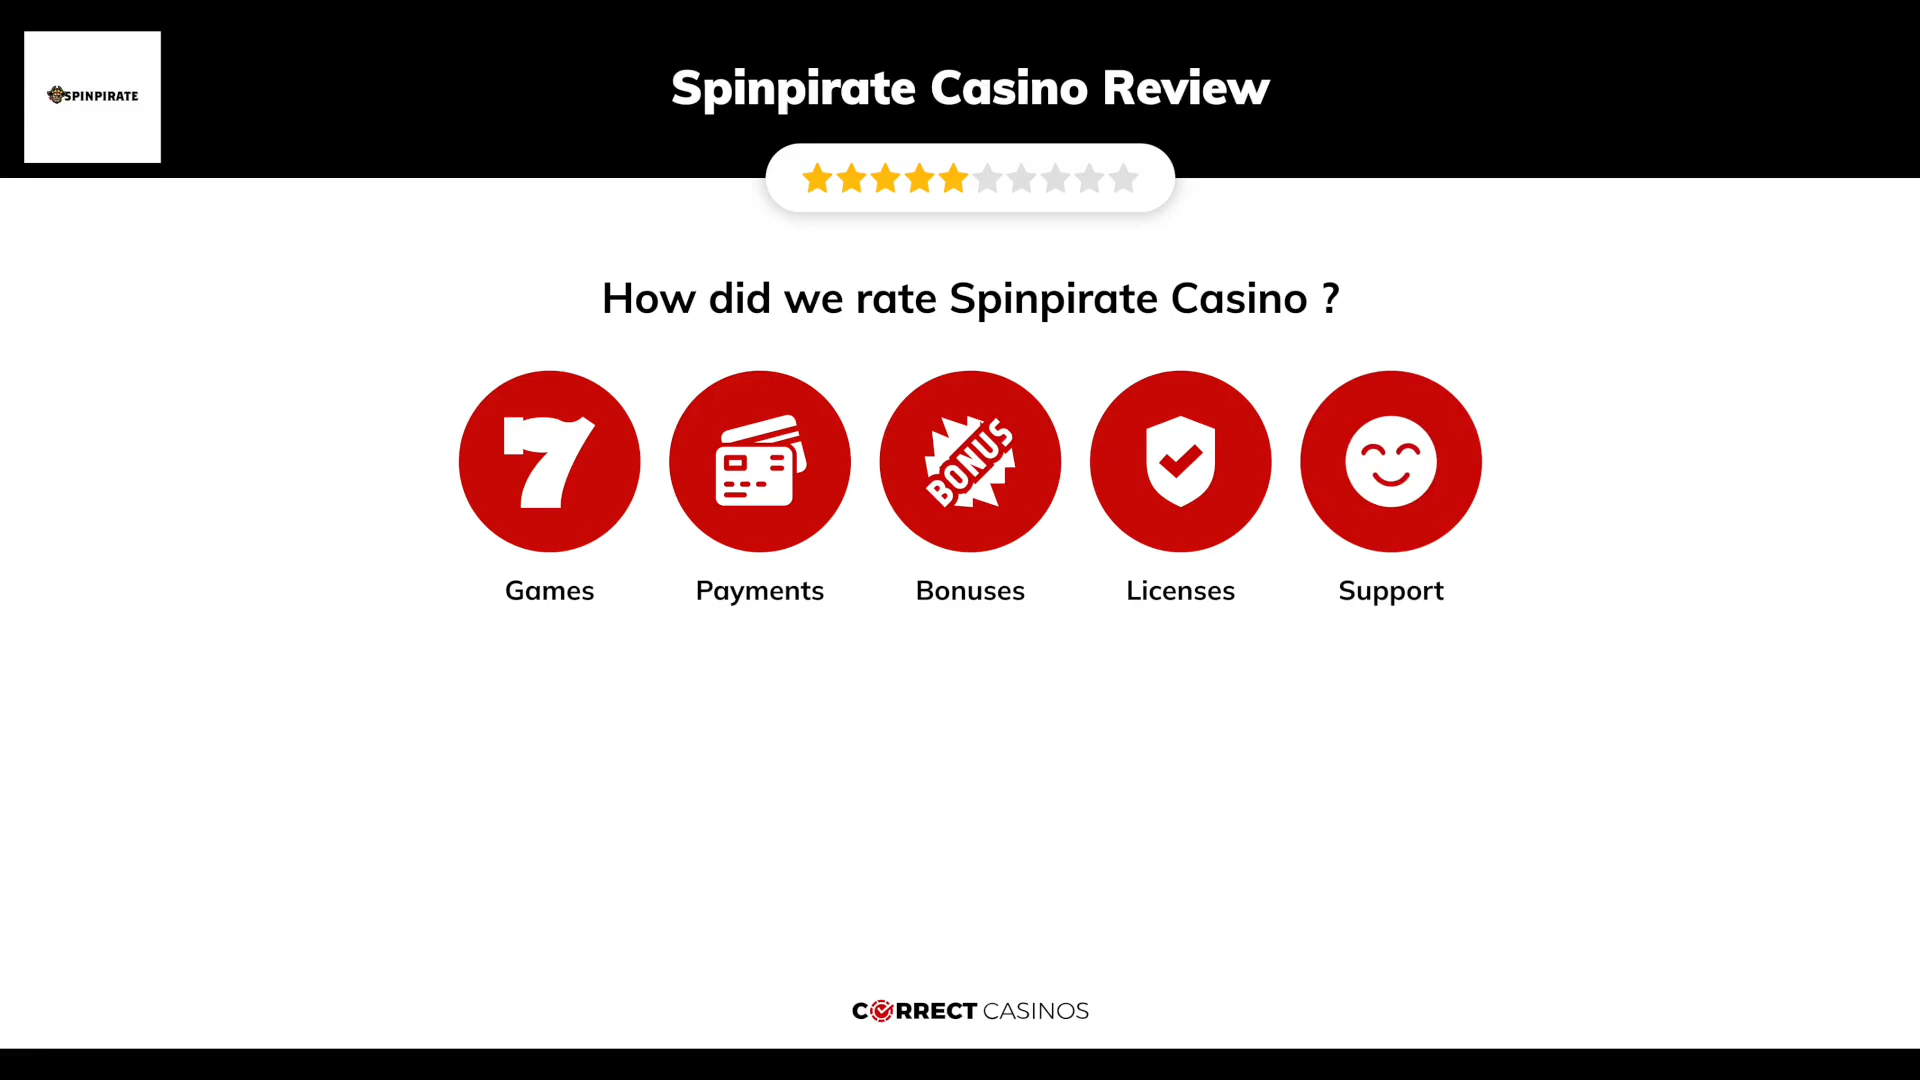 SPINPIRATE
Spinpirate Casino Review
How did we rate Spinpirate Casino ?
7
BONUS
Games
Payments
Bonuses
Licenses
Support
CORRECT CASINOS